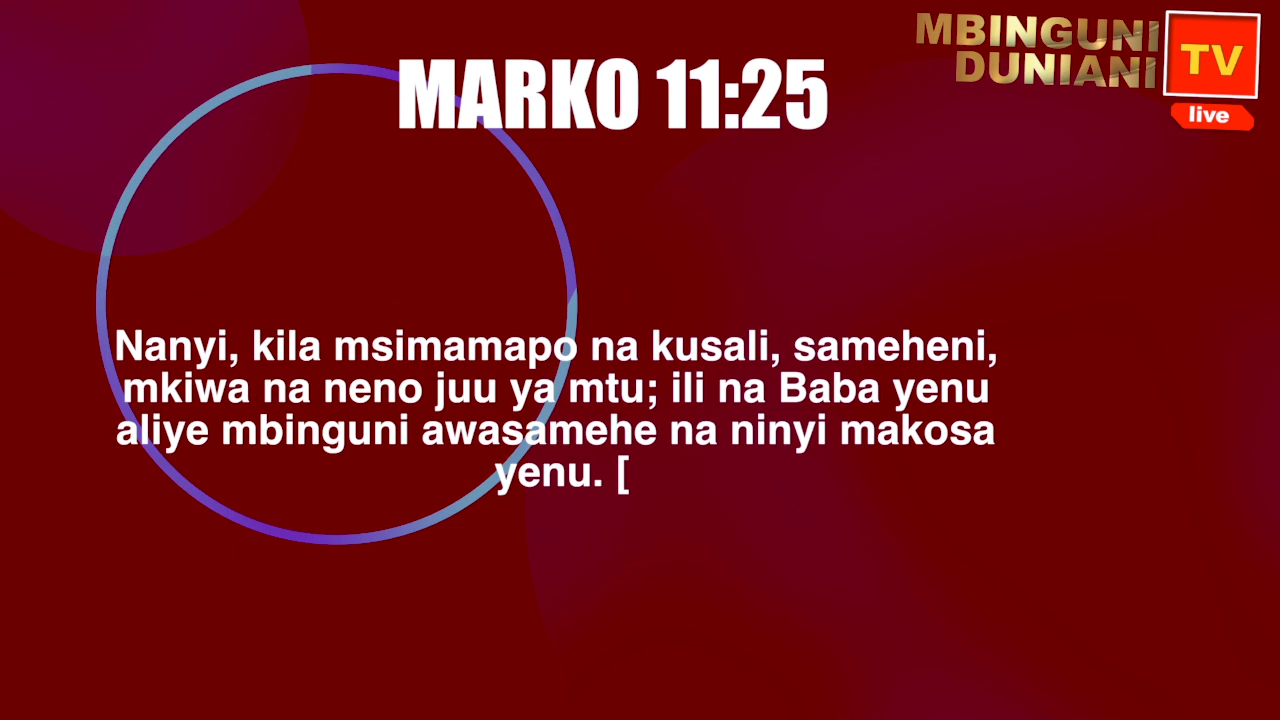 MBINGUNI
DUNIANI
TV
live
MARKO 11:25
Nanyi, kila msimamapo na kusali, sameheni,
mkiwa na neno juu ya mtu; ili na Baba yenu
aliye mbinguni awasamehe na ninyi makosa
yenu. [